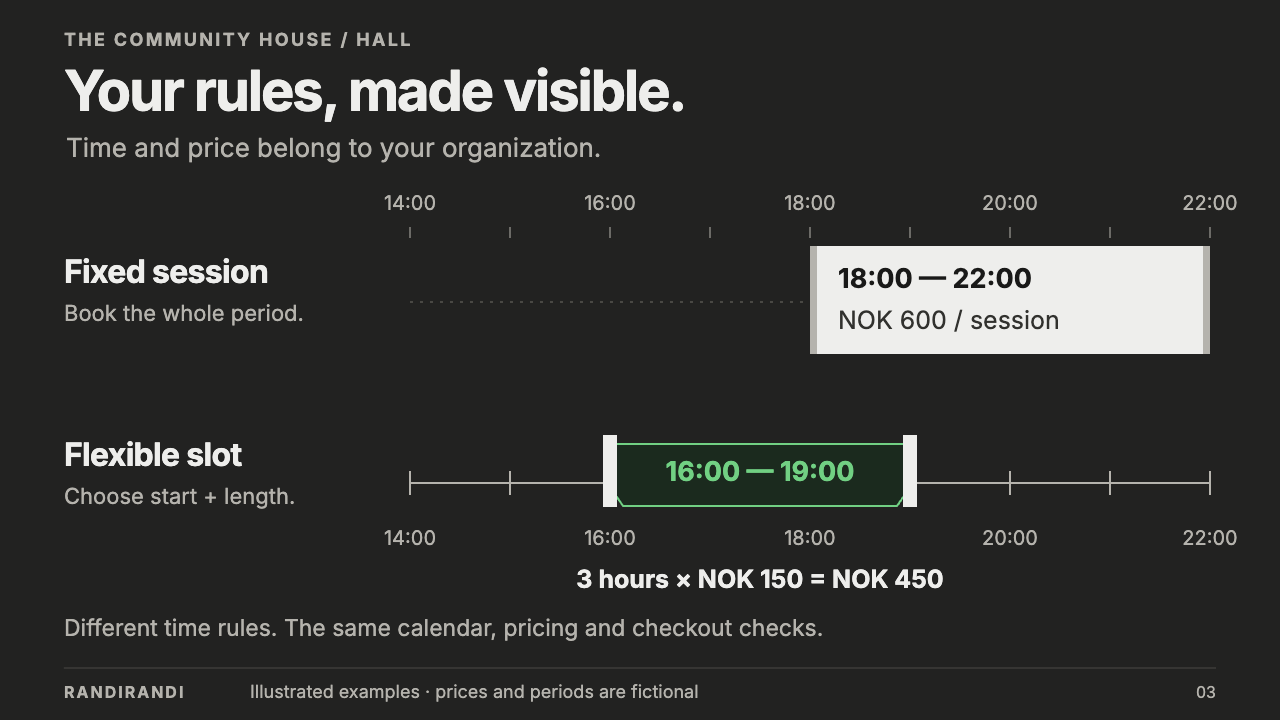 THE COMMUNITY HOUSE / HALL
Your rules, made visible.
Time and price belong to your organization.
14:00 16:00 18:00 20:00 22:00
Fixed session
Book the whole period.
18:00 — 22:00
NOK 600 / session
Flexible slot
Choose start + length.
16:00 — 19:00
14:00 16:00 18:00 20:00 22:00
3 hours × NOK 150 = NOK 450
Different time rules. The same calendar, pricing and checkout checks.
RANDIRANDI Illustrated examples · prices and periods are fictional 03